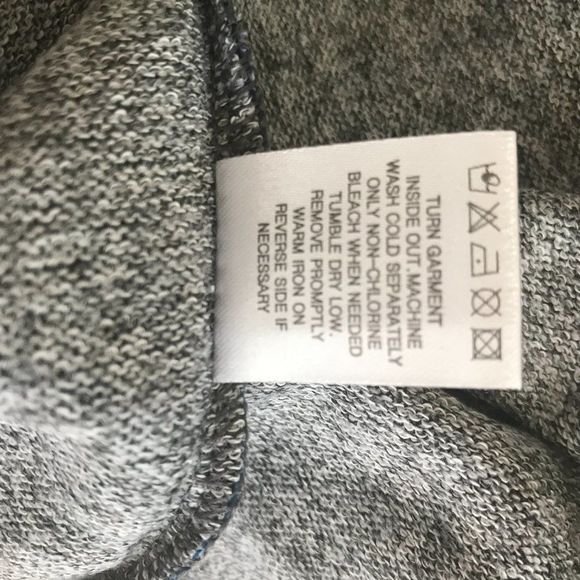 TURN GARMENT
INSIDE OUT. MACHINE
WASH COLD SEPARATELY
ONLY NON-CHLORINE
BLEACH WHEN NEEDED
TUMBLE DRY LOW,
REMOVE PROMPTLY
WARM IRON ON
REVERSE SIDE IF
NECESSARY